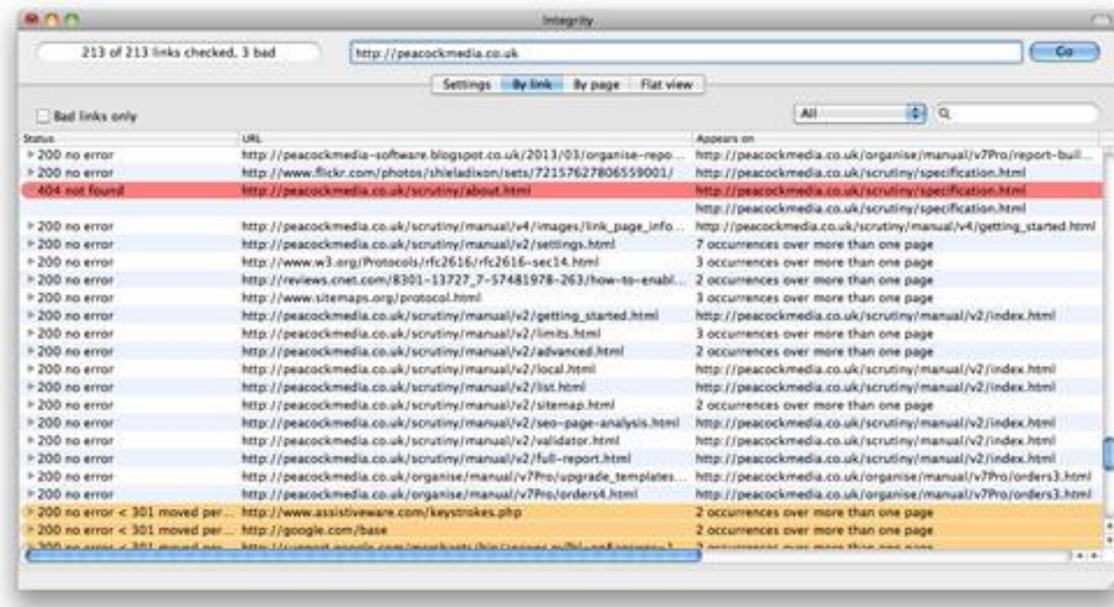 Integrity
213 of 213 links checked, 3 bad http://peacockmedia.co.uk Go
Settings By link By page Flat view
Bad links only All
Status URL Appears on
200 no error http://peacockmedia-software.blogspot.co.uk/2013/03/organise-repo... http://peacockmedia.co.uk/organise/manual/v7Pro/report-buil...
200 no error http://www.flickr.com/photos/shieladixon/sets/72157627806559001/ http://peacockmedia.co.uk/scrutiny/specification.html
404 not found http://peacockmedia.co.uk/scrutiny/about.html http://peacockmedia.co.uk/scrutiny/specification.html
http://peacockmedia.co.uk/scrutiny/specification.html
200 no error http://peacockmedia.co.uk/scrutiny/manual/v4/images/link_page_info... http://peacockmedia.co.uk/scrutiny/manual/v4/getting_started.html
200 no error http://peacockmedia.co.uk/scrutiny/manual/v2/settings.html 7 occurrences over more than one page
200 no error http://www.w3.org/Protocols/rfc2616/rfc2616-sec14.html 3 occurrences over more than one page
200 no error http://reviews.cnet.com/8301-13727_7-57481978-263/how-to-enabl... 2 occurrences over more than one page
200 no error http://www.sitemaps.org/protocol.html 3 occurrences over more than one page
200 no error http://peacockmedia.co.uk/scrutiny/manual/v2/getting_started.html http://peacockmedia.co.uk/scrutiny/manual/v2/index.html
200 no error http://peacockmedia.co.uk/scrutiny/manual/v2/limits.html 3 occurrences over more than one page
200 no error http://peacockmedia.co.uk/scrutiny/manual/v2/advanced.html 2 occurrences over more than one page
200 no error http://peacockmedia.co.uk/scrutiny/manual/v2/local.html http://peacockmedia.co.uk/scrutiny/manual/v2/index.html
200 no error http://peacockmedia.co.uk/scrutiny/manual/v2/list.html http://peacockmedia.co.uk/scrutiny/manual/v2/index.html
200 no error http://peacockmedia.co.uk/scrutiny/manual/v2/sitemap.html 2 occurrences over more than one page
200 no error http://peacockmedia.co.uk/scrutiny/manual/v2/seo-page-analysis.html http://peacockmedia.co.uk/scrutiny/manual/v2/index.html
200 no error http://peacockmedia.co.uk/scrutiny/manual/v2/validator.html http://peacockmedia.co.uk/scrutiny/manual/v2/index.html
200 no error http://peacockmedia.co.uk/scrutiny/manual/v2/full-report.html http://peacockmedia.co.uk/scrutiny/manual/v2/index.html
200 no error http://peacockmedia.co.uk/organise/manual/v7Pro/upgrade_templates... http://peacockmedia.co.uk/organise/manual/v7Pro/orders3.html
200 no error http://peacockmedia.co.uk/organise/manual/v7Pro/orders4.html http://peacockmedia.co.uk/organise/manual/v7Pro/orders3.html
200 no error < 301 moved per... http://www.assistiveware.com/keystrokes.php 2 occurrences over more than one page
200 no error < 301 moved per... http://google.com/base 2 occurrences over more than one page
200 no error < 301 moved per... 2 occurrences over more than one page